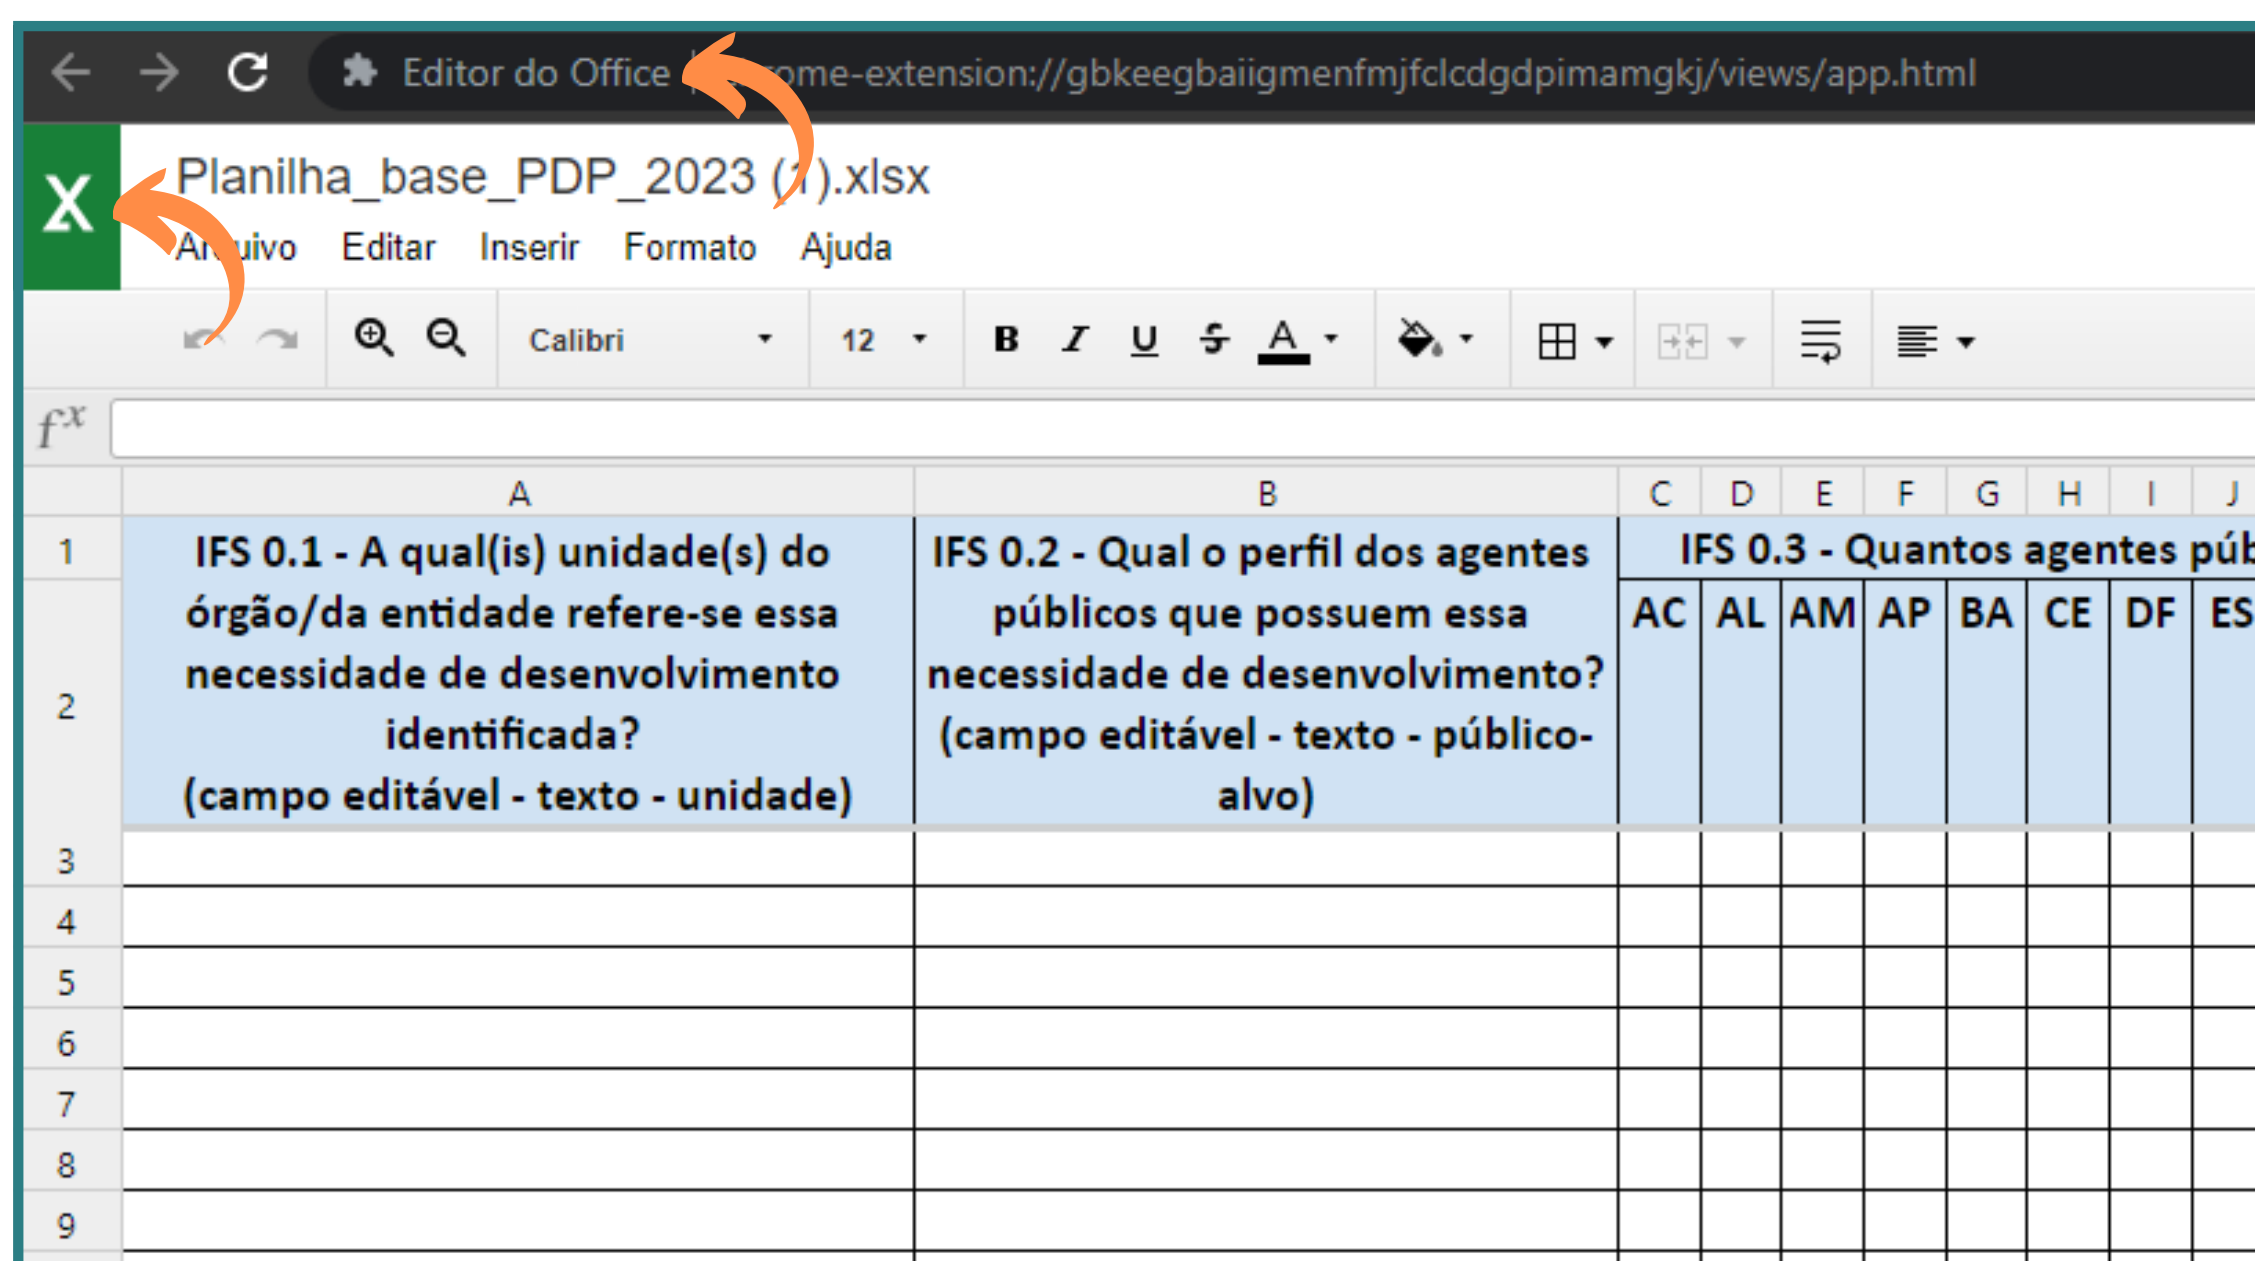 Editor do Office | chrome-extension://gbkeegbaiigmenfmjfclcdgdpimamgkj/views/app.html
X
Planilha_base_PDP_2023 (1).xlsx
Arquivo Editar Inserir Formato Ajuda
Calibri 12 B I U S A
fx
A B C D E F G H I J
1 IFS 0.1 - A qual(is) unidade(s) do
órgão/da entidade refere-se essa
necessidade de desenvolvimento
identificada?
(campo editável - texto - unidade)
IFS 0.2 - Qual o perfil dos agentes
públicos que possuem essa
necessidade de desenvolvimento?
(campo editável - texto - público-
alvo)
IFS 0.3 - Quantos agentes púb
AC AL AM AP BA CE DF ES
2
3
4
5
6
7
8
9